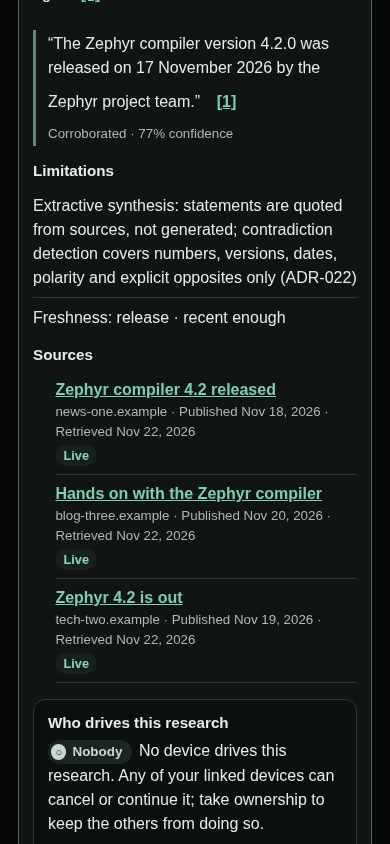 “The Zephyr compiler version 4.2.0 was
released on 17 November 2026 by the
Zephyr project team.” [1]
Corroborated · 77% confidence
Limitations
Extractive synthesis: statements are quoted
from sources, not generated; contradiction
detection covers numbers, versions, dates,
polarity and explicit opposites only (ADR-022)
Freshness: release · recent enough
Sources
Zephyr compiler 4.2 released
news-one.example · Published Nov 18, 2026 ·
Retrieved Nov 22, 2026
Live
Hands on with the Zephyr compiler
blog-three.example · Published Nov 20, 2026 ·
Retrieved Nov 22, 2026
Live
Zephyr 4.2 is out
tech-two.example · Published Nov 19, 2026 ·
Retrieved Nov 22, 2026
Live
Who drives this research
Nobody No device drives this
research. Any of your linked devices can
cancel or continue it; take ownership to
keep the others from doing so.